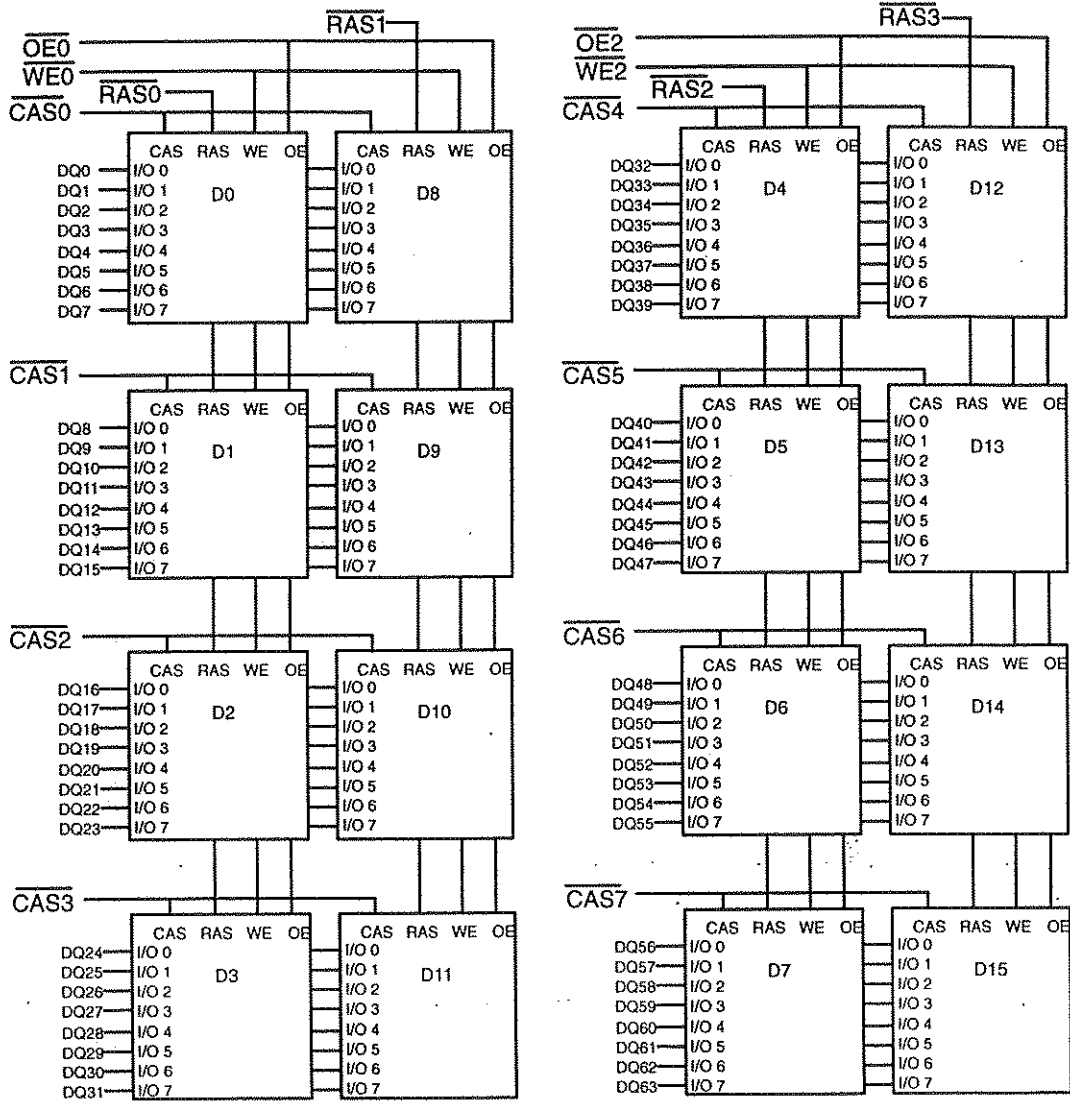 RAS1
OE0
WE0
RAS0
CAS0
CAS RAS WE OE
CAS RAS WE OE
D0
D8
DQ0 I/O 0 I/O 0
DQ1 I/O 1 I/O 1
DQ2 I/O 2 I/O 2
DQ3 I/O 3 I/O 3
DQ4 I/O 4 I/O 4
DQ5 I/O 5 I/O 5
DQ6 I/O 6 I/O 6
DQ7 I/O 7 I/O 7
CAS1
CAS RAS WE OE
CAS RAS WE OE
D1
D9
DQ8 I/O 0 I/O 0
DQ9 I/O 1 I/O 1
DQ10 I/O 2 I/O 2
DQ11 I/O 3 I/O 3
DQ12 I/O 4 I/O 4
DQ13 I/O 5 I/O 5
DQ14 I/O 6 I/O 6
DQ15 I/O 7 I/O 7
CAS2
CAS RAS WE OE
CAS RAS WE OE
D2
D10
DQ16 I/O 0 I/O 0
DQ17 I/O 1 I/O 1
DQ18 I/O 2 I/O 2
DQ19 I/O 3 I/O 3
DQ20 I/O 4 I/O 4
DQ21 I/O 5 I/O 5
DQ22 I/O 6 I/O 6
DQ23 I/O 7 I/O 7
CAS3
CAS RAS WE OE
CAS RAS WE OE
D3
D11
DQ24 I/O 0 I/O 0
DQ25 I/O 1 I/O 1
DQ26 I/O 2 I/O 2
DQ27 I/O 3 I/O 3
DQ28 I/O 4 I/O 4
DQ29 I/O 5 I/O 5
DQ30 I/O 6 I/O 6
DQ31 I/O 7 I/O 7
RAS3
OE2
WE2
RAS2
CAS4
CAS RAS WE OE
CAS RAS WE OE
D4
D12
DQ32 I/O 0 I/O 0
DQ33 I/O 1 I/O 1
DQ34 I/O 2 I/O 2
DQ35 I/O 3 I/O 3
DQ36 I/O 4 I/O 4
DQ37 I/O 5 I/O 5
DQ38 I/O 6 I/O 6
DQ39 I/O 7 I/O 7
CAS5
CAS RAS WE OE
CAS RAS WE OE
D5
D13
DQ40 I/O 0 I/O 0
DQ41 I/O 1 I/O 1
DQ42 I/O 2 I/O 2
DQ43 I/O 3 I/O 3
DQ44 I/O 4 I/O 4
DQ45 I/O 5 I/O 5
DQ46 I/O 6 I/O 6
DQ47 I/O 7 I/O 7
CAS6
CAS RAS WE OE
CAS RAS WE OE
D6
D14
DQ48 I/O 0 I/O 0
DQ49 I/O 1 I/O 1
DQ50 I/O 2 I/O 2
DQ51 I/O 3 I/O 3
DQ52 I/O 4 I/O 4
DQ53 I/O 5 I/O 5
DQ54 I/O 6 I/O 6
DQ55 I/O 7 I/O 7
CAS7
CAS RAS WE OE
CAS RAS WE OE
D7
D15
DQ56 I/O 0 I/O 0
DQ57 I/O 1 I/O 1
DQ58 I/O 2 I/O 2
DQ59 I/O 3 I/O 3
DQ60 I/O 4 I/O 4
DQ61 I/O 5 I/O 5
DQ62 I/O 6 I/O 6
DQ63 I/O 7 I/O 7